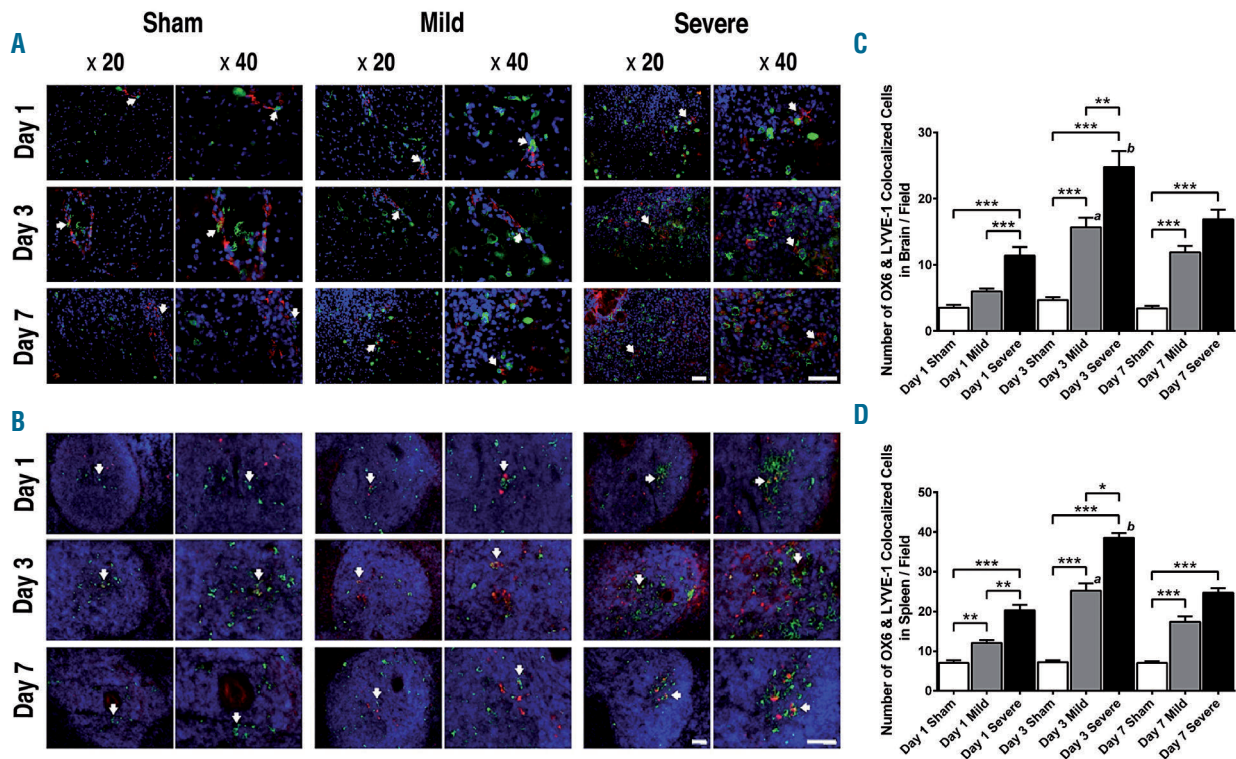 A
Sham
Mild
Severe
x 20
x 40
x 20
x 40
x 20
x 40
Day 1
Day 3
Day 7
B
Day 1
Day 3
Day 7
C
Number of OX6 & LYVE-1 Colocalized Cells
in Brain / Field
30
20
10
0
***
***
***
***
**
***
***
a
b
Day 1 Sham
Day 1 Mild
Day 1 Severe
Day 3 Sham
Day 3 Mild
Day 3 Severe
Day 7 Sham
Day 7 Mild
Day 7 Severe
D
Number of OX6 & LYVE-1 Colocalized Cells
in Spleen / Field
50
40
30
20
10
0
***
**
**
***
***
*
***
***
a
b
Day 1 Sham
Day 1 Mild
Day 1 Severe
Day 3 Sham
Day 3 Mild
Day 3 Severe
Day 7 Sham
Day 7 Mild
Day 7 Severe